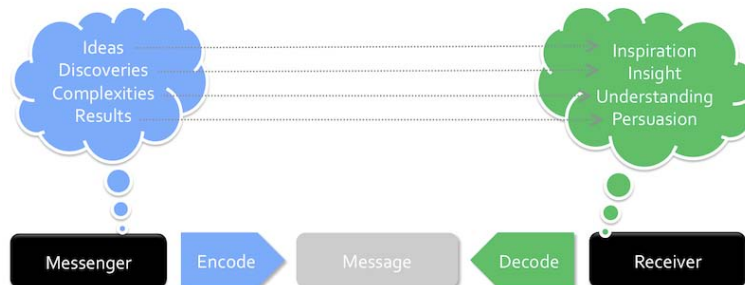 Ideas
Discoveries
Complexities
Results
Inspiration
Insight
Understanding
Persuasion
Messenger
Encode
Message
Decode
Receiver